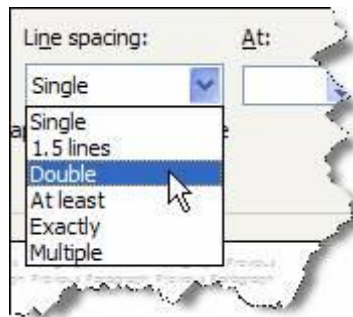 Line spacing: At:
Single
Single
1.5 lines
Double
At least
Exactly
Multiple